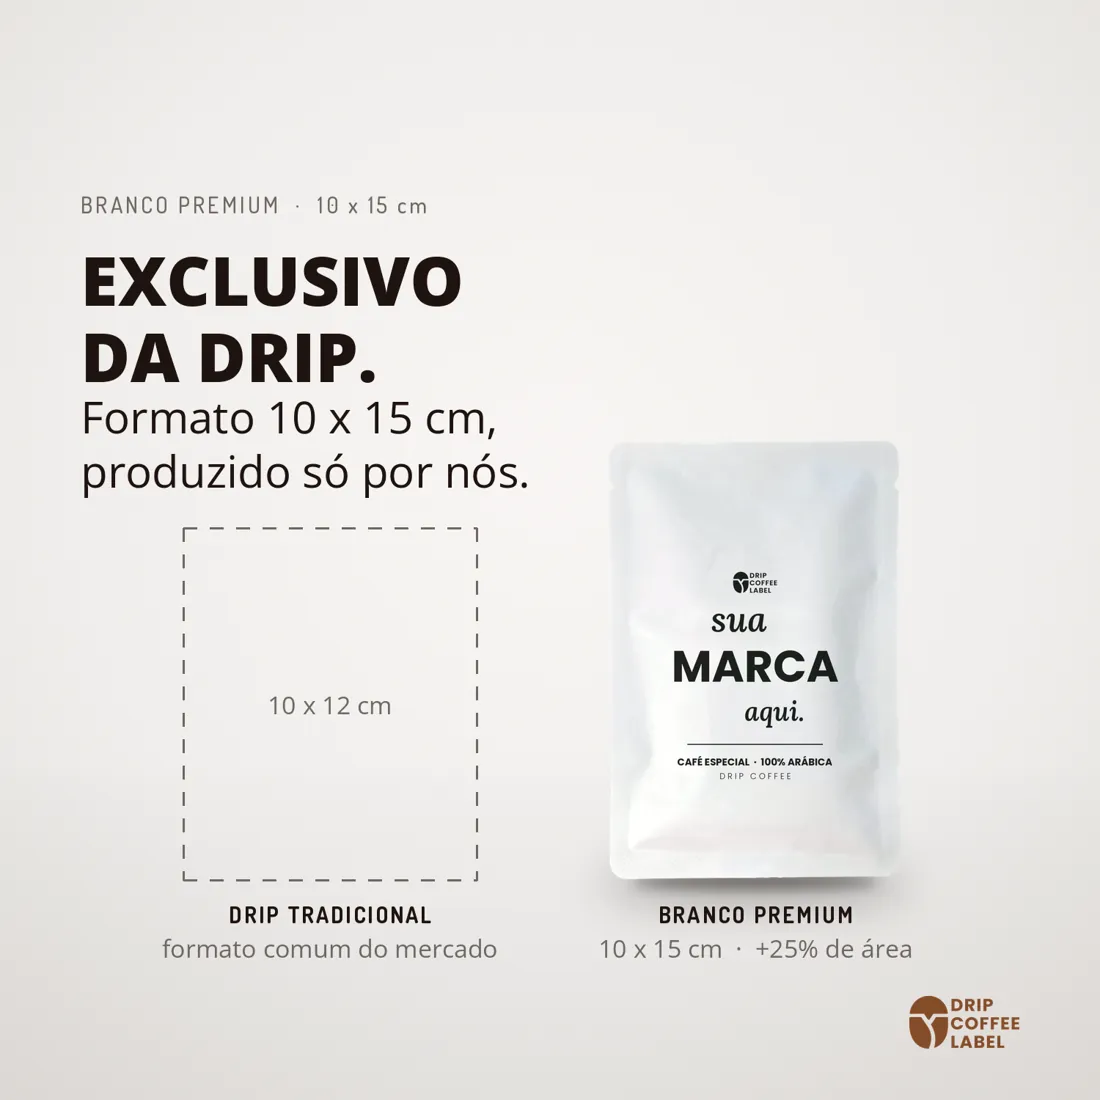 BRANCO PREMIUM · 10 x 15 cm
EXCLUSIVO
DA DRIP.
Formato 10 x 15 cm,
produzido só por nós.
10 x 12 cm
DRIP TRADICIONAL
formato comum do mercado
DRIP
COFFEE
LABEL
sua
MARCA
aqui.
CAFÉ ESPECIAL · 100% ARÁBICA
DRIP COFFEE
BRANCO PREMIUM
10 x 15 cm · +25% de área
DRIP
COFFEE
LABEL